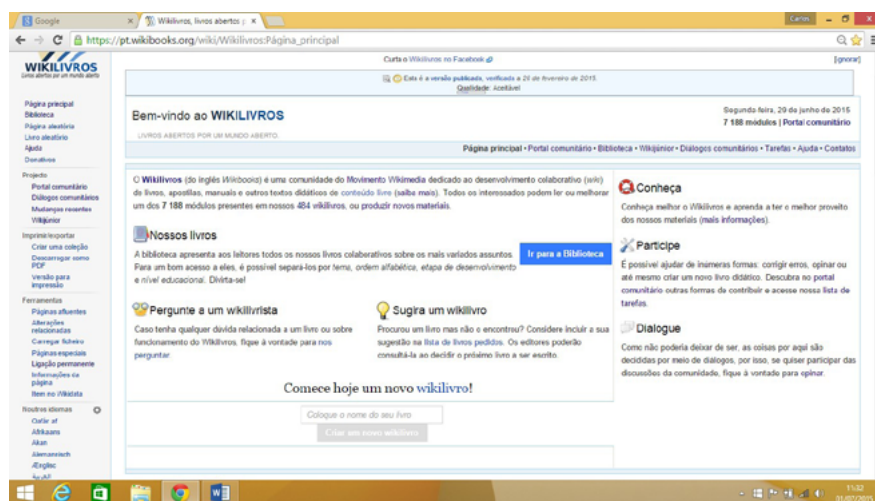 Google
Wikilivros, livros abertos p
https://pt.wikibooks.org/wiki/Wikilivros:Página_principal
WIKILIVROS
Livros abertos por um mundo aberto
Página principal
Biblioteca
Página aleatória
Livro aleatório
Ajuda
Donativos
Projeto
Portal comunitário
Diálogos comunitários
Mudanças recentes
Wikijúnior
Imprimir/exportar
Criar uma coleção
Descarregar como PDF
Versão para impressão
Ferramentas
Páginas afluentes
Alterações relacionadas
Carregar ficheiro
Páginas especiais
Ligação permanente
Informações da página
Item no Wikidata
Noutros idiomas
Qafár af
Afrikaans
Akan
Alemannisch
Ænglisc
Curta o Wikilivros no Facebook
[ignorar]
Esta é a versão publicada, verificada a 26 de fevereiro de 2015.
Qualidade: Aceitável
Bem-vindo ao WIKILIVROS
LIVROS ABERTOS POR UM MUNDO ABERTO.
Segunda-feira, 29 de junho de 2015
7 188 módulos | Portal comunitário
Página principal • Portal comunitário • Biblioteca • Wikijúnior • Diálogos comunitários • Tarefas • Ajuda • Contatos
O Wikilivros (do inglês Wikibooks) é uma comunidade do Movimento Wikimedia dedicado ao desenvolvimento colaborativo (wiki)
de livros, apostilas, manuais e outros textos didáticos de conteúdo livre (saiba mais). Todos os interessados podem ler ou melhorar
um dos 7 188 módulos presentes em nossos 484 wikilivros, ou produzir novos materiais.
Nossos livros
A biblioteca apresenta aos leitores todos os nossos livros colaborativos sobre os mais variados assuntos.
Para um bom acesso a eles, é possível separá-los por tema, ordem alfabética, etapa de desenvolvimento
e nível educacional. Divirta-se!
Ir para a Biblioteca
Pergunte a um wikilivrista
Caso tenha qualquer dúvida relacionada a um livro ou sobre
funcionamento do Wikilivros, fique à vontade para nos
perguntar.
Sugira um wikilivro
Procurou um livro mas não o encontrou? Considere incluir a sua
sugestão na lista de livros pedidos. Os editores poderão
consultá-la ao decidir o próximo livro a ser escrito.
Comece hoje um novo wikilivro!
Coloque o nome do seu livro
Criar um novo wikilivro
Conheça
Conheça melhor o Wikilivros e aprenda a ter o melhor proveito
dos nossos materiais (mais informações).
Participe
É possível ajudar de inúmeras formas: corrigir erros, opinar ou
até mesmo criar um novo livro didático. Descubra no portal
comunitário outras formas de contribuir e acesse nossa lista de
tarefas.
Dialogue
Como não poderia deixar de ser, as coisas por aqui são
decididas por meio de diálogos, por isso, se quiser participar das
discussões da comunidade, fique à vontade para opinar.
11:32
01/07/2015